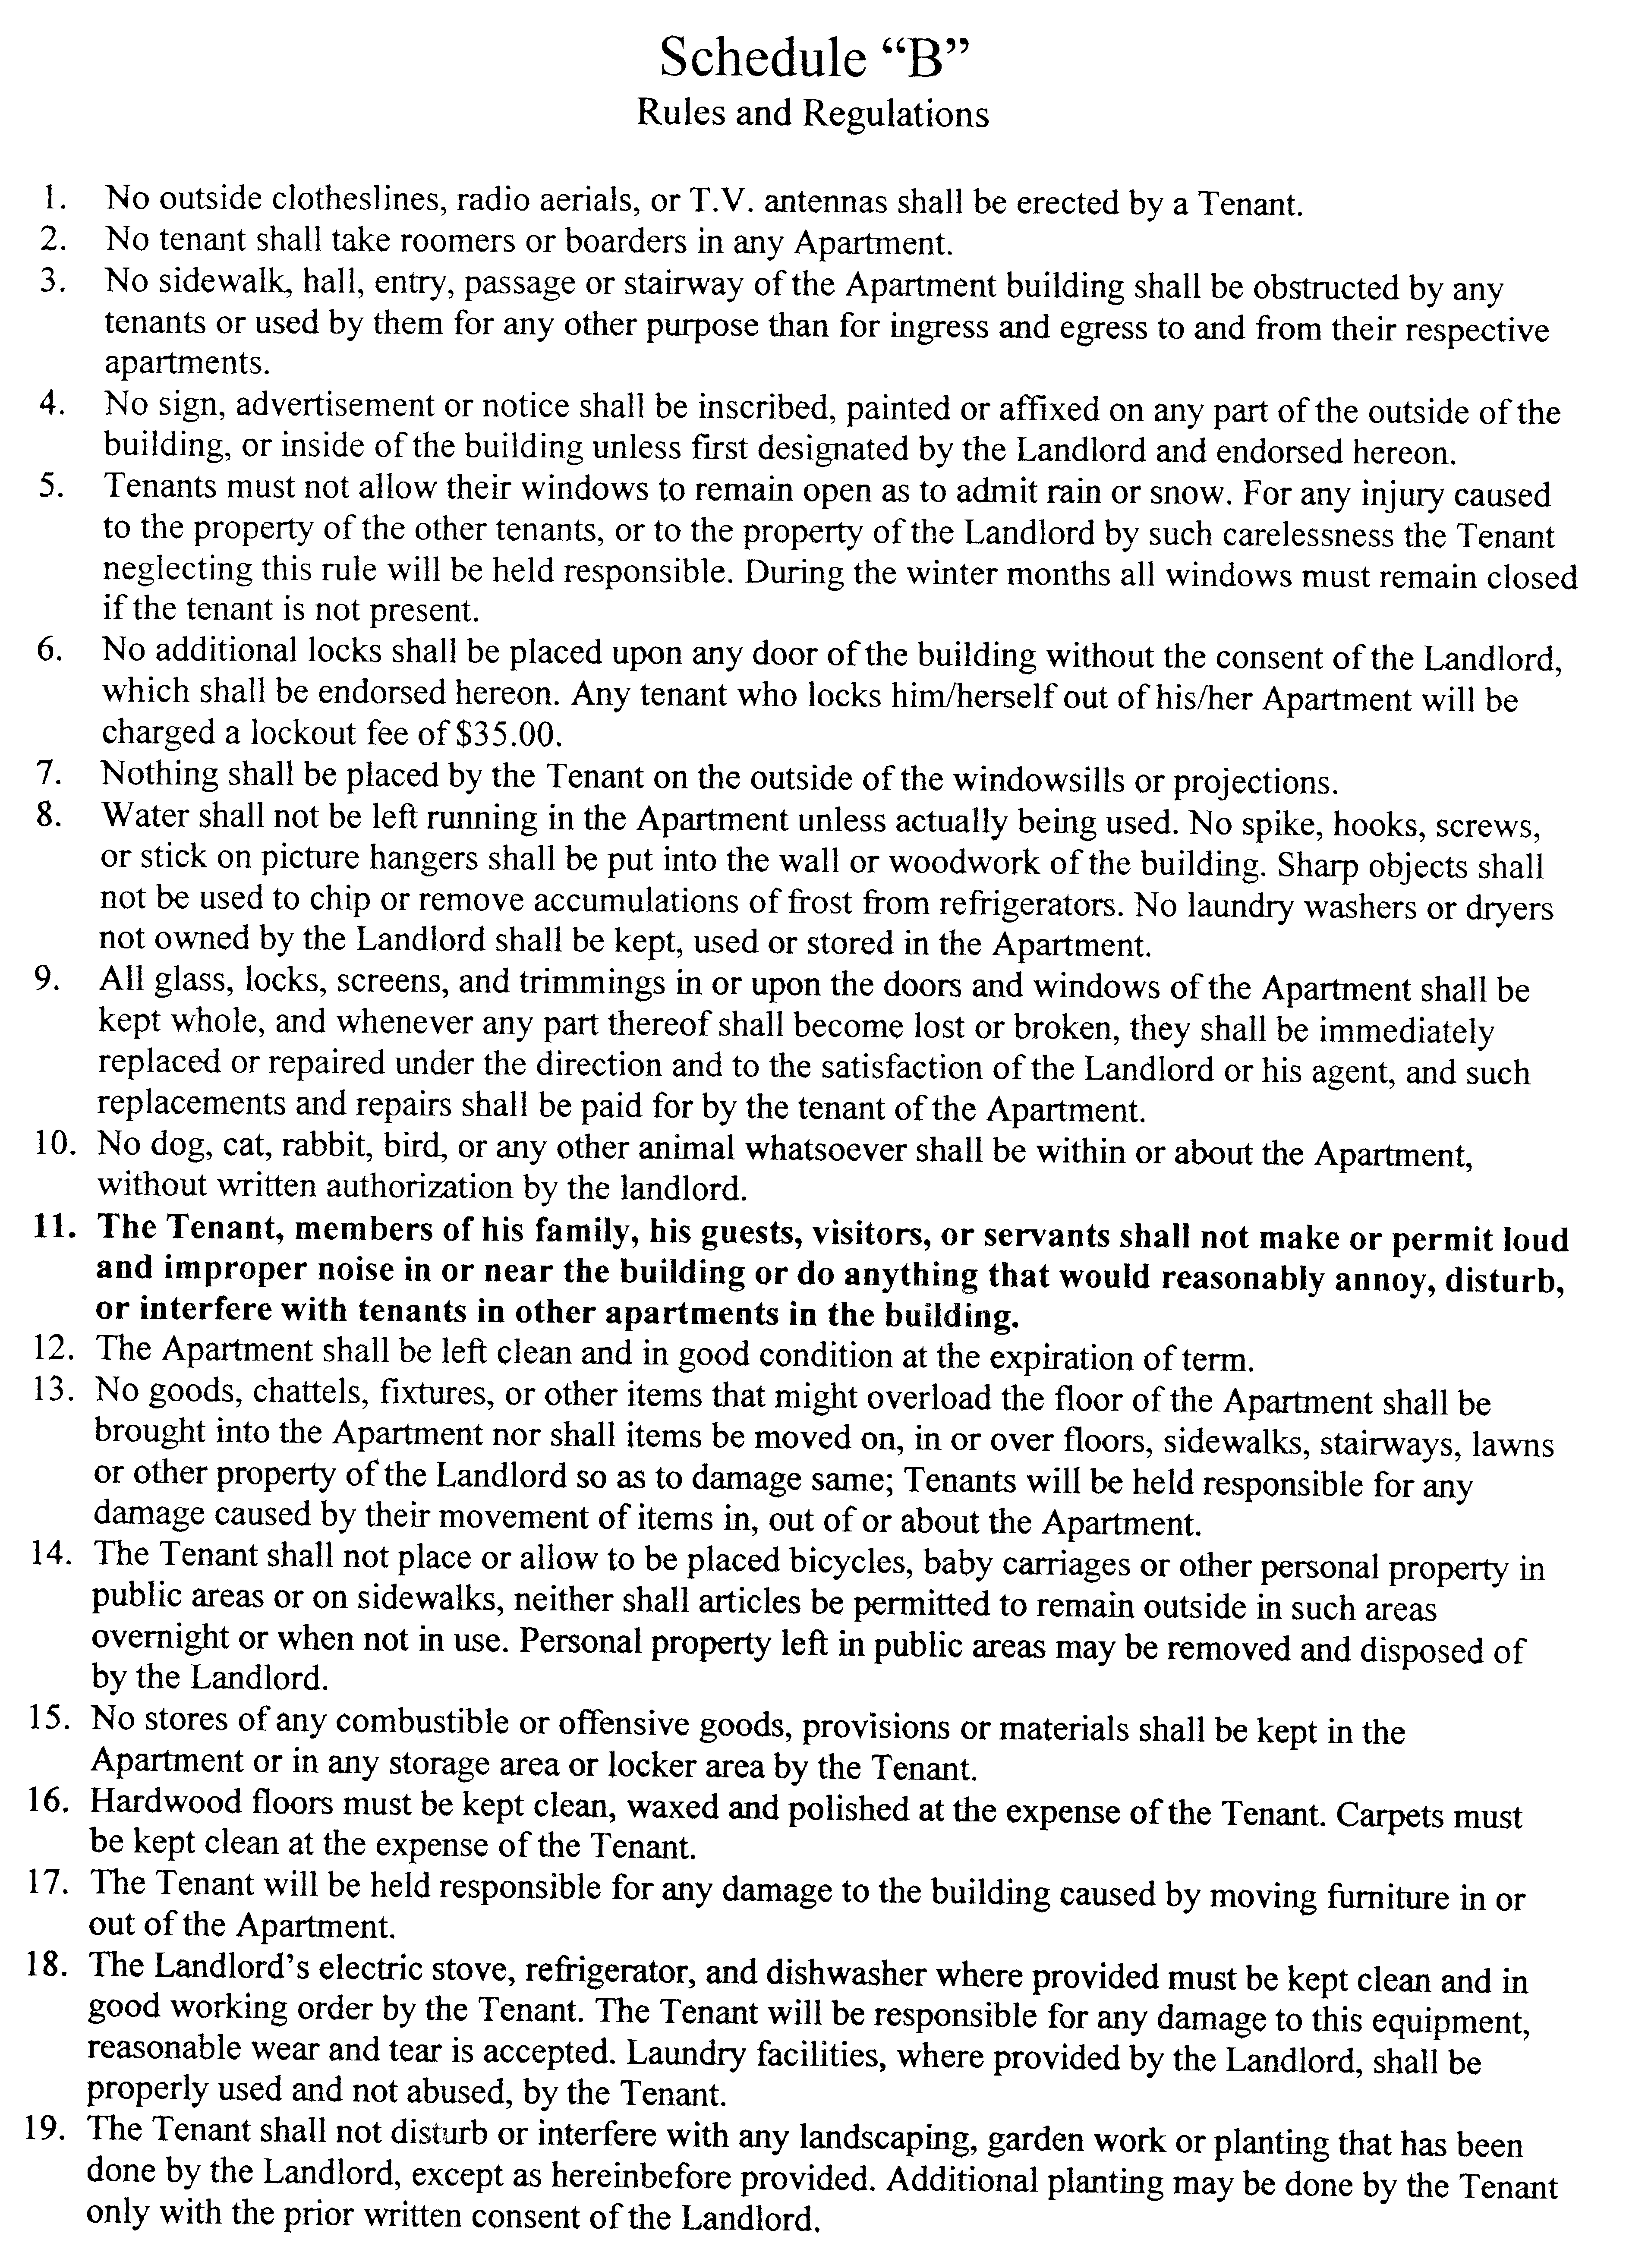 Schedule “B”
Rules and Regulations
1. No outside clotheslines, radio aerials, or T.V. antennas shall be erected by a Tenant.
2. No tenant shall take roomers or boarders in any Apartment.
3. No sidewalk, hall, entry, passage or stairway of the Apartment building shall be obstructed by any
tenants or used by them for any other purpose than for ingress and egress to and from their respective
apartments.
4. No sign, advertisement or notice shall be inscribed, painted or affixed on any part of the outside of the
building, or inside of the building unless first designated by the Landlord and endorsed hereon.
5. Tenants must not allow their windows to remain open as to admit rain or snow. For any injury caused
to the property of the other tenants, or to the property of the Landlord by such carelessness the Tenant
neglecting this rule will be held responsible. During the winter months all windows must remain closed
if the tenant is not present.
6. No additional locks shall be placed upon any door of the building without the consent of the Landlord,
which shall be endorsed hereon. Any tenant who locks him/herself out of his/her Apartment will be
charged a lockout fee of $35.00.
7. Nothing shall be placed by the Tenant on the outside of the windowsills or projections.
8. Water shall not be left running in the Apartment unless actually being used. No spike, hooks, screws,
or stick on picture hangers shall be put into the wall or woodwork of the building. Sharp objects shall
not be used to chip or remove accumulations of frost from refrigerators. No laundry washers or dryers
not owned by the Landlord shall be kept, used or stored in the Apartment.
9. All glass, locks, screens, and trimmings in or upon the doors and windows of the Apartment shall be
kept whole, and whenever any part thereof shall become lost or broken, they shall be immediately
replaced or repaired under the direction and to the satisfaction of the Landlord or his agent, and such
replacements and repairs shall be paid for by the tenant of the Apartment.
10. No dog, cat, rabbit, bird, or any other animal whatsoever shall be within or about the Apartment,
without written authorization by the landlord.
11. The Tenant, members of his family, his guests, visitors, or servants shall not make or permit loud
and improper noise in or near the building or do anything that would reasonably annoy, disturb,
or interfere with tenants in other apartments in the building.
12. The Apartment shall be left clean and in good condition at the expiration of term.
13. No goods, chattels, fixtures, or other items that might overload the floor of the Apartment shall be
brought into the Apartment nor shall items be moved on, in or over floors, sidewalks, stairways, lawns
or other property of the Landlord so as to damage same; Tenants will be held responsible for any
damage caused by their movement of items in, out of or about the Apartment.
14. The Tenant shall not place or allow to be placed bicycles, baby carriages or other personal property in
public areas or on sidewalks, neither shall articles be permitted to remain outside in such areas
overnight or when not in use. Personal property left in public areas may be removed and disposed of
by the Landlord.
15. No stores of any combustible or offensive goods, provisions or materials shall be kept in the
Apartment or in any storage area or locker area by the Tenant.
16. Hardwood floors must be kept clean, waxed and polished at the expense of the Tenant. Carpets must
be kept clean at the expense of the Tenant.
17. The Tenant will be held responsible for any damage to the building caused by moving furniture in or
out of the Apartment.
18. The Landlord’s electric stove, refrigerator, and dishwasher where provided must be kept clean and in
good working order by the Tenant. The Tenant will be responsible for any damage to this equipment,
reasonable wear and tear is accepted. Laundry facilities, where provided by the Landlord, shall be
properly used and not abused, by the Tenant.
19. The Tenant shall not disturb or interfere with any landscaping, garden work or planting that has been
done by the Landlord, except as hereinbefore provided. Additional planting may be done by the Tenant
only with the prior written consent of the Landlord.